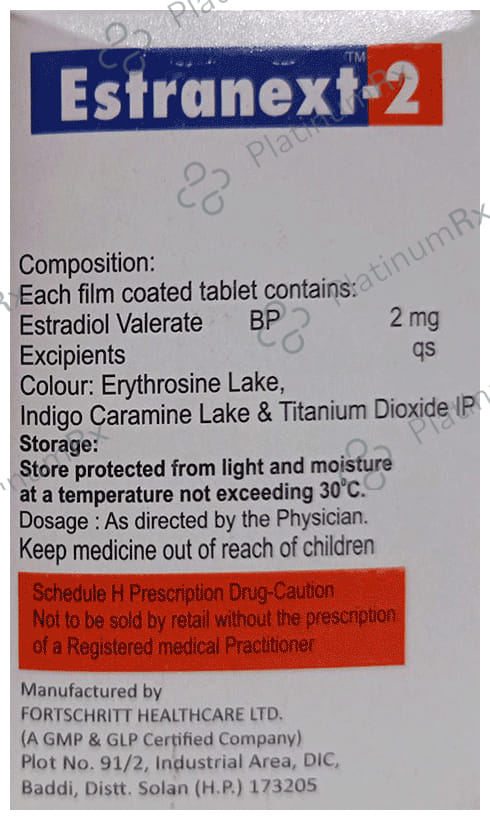 Estranext-2
TM
PlatinumRx
PlatinumRx
PlatinumRx
Composition:
Each film coated tablet contains:
Estradiol Valerate BP 2 mg
Excipients qs
Colour: Erythrosine Lake,
Indigo Caramine Lake & Titanium Dioxide IP
Storage:
Store protected from light and moisture
at a temperature not exceeding 30°C.
Dosage : As directed by the Physician.
Keep medicine out of reach of children
Schedule H Prescription Drug-Caution
Not to be sold by retail without the prescription
of a Registered medical Practitioner
Manufactured by
FORTSCHRITT HEALTHCARE LTD.
(A GMP & GLP Certified Company)
Plot No. 91/2, Industrial Area, DIC,
Baddi, Distt. Solan (H.P.) 173205